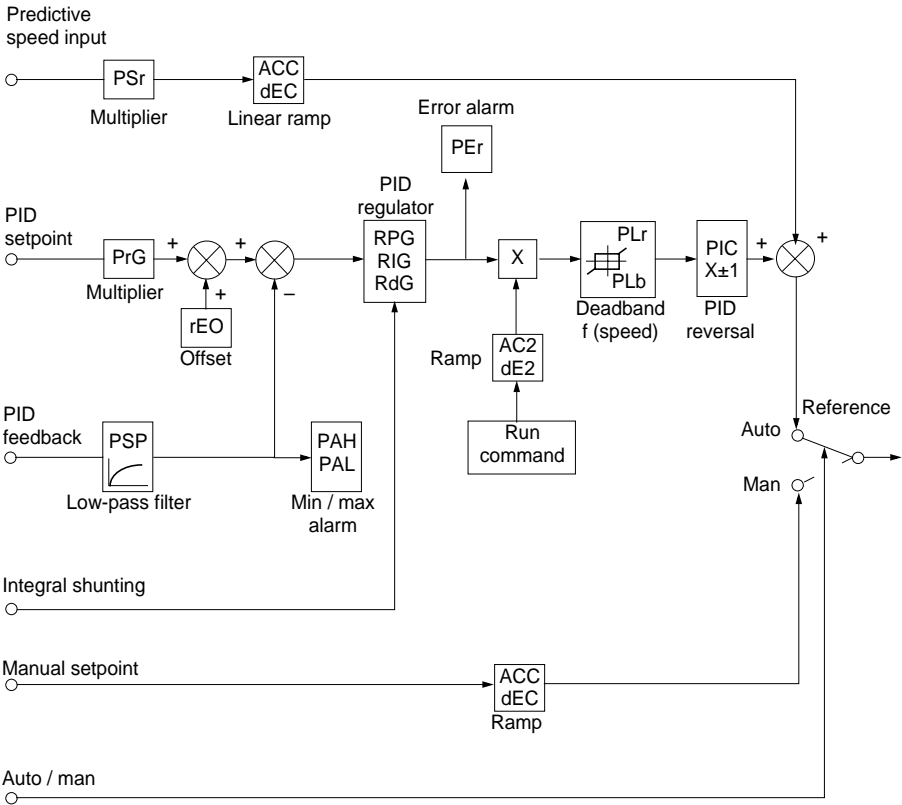 Predictive
speed input
PSr
Multiplier
ACC
dEC
Linear ramp
Error alarm
PEr
PID
setpoint
PrG
Multiplier
+
+
+
rEO
Offset
–
PID
regulator
RPG
RIG
RdG
X
PLr
PLb
Deadband
f (speed)
PIC
X±1
PID
reversal
+
+
Ramp
AC2
dE2
Run
command
PID
feedback
PSP
Low-pass filter
PAH
PAL
Min / max
alarm
Reference
Auto
Man
Integral shunting
Manual setpoint
ACC
dEC
Ramp
Auto / man